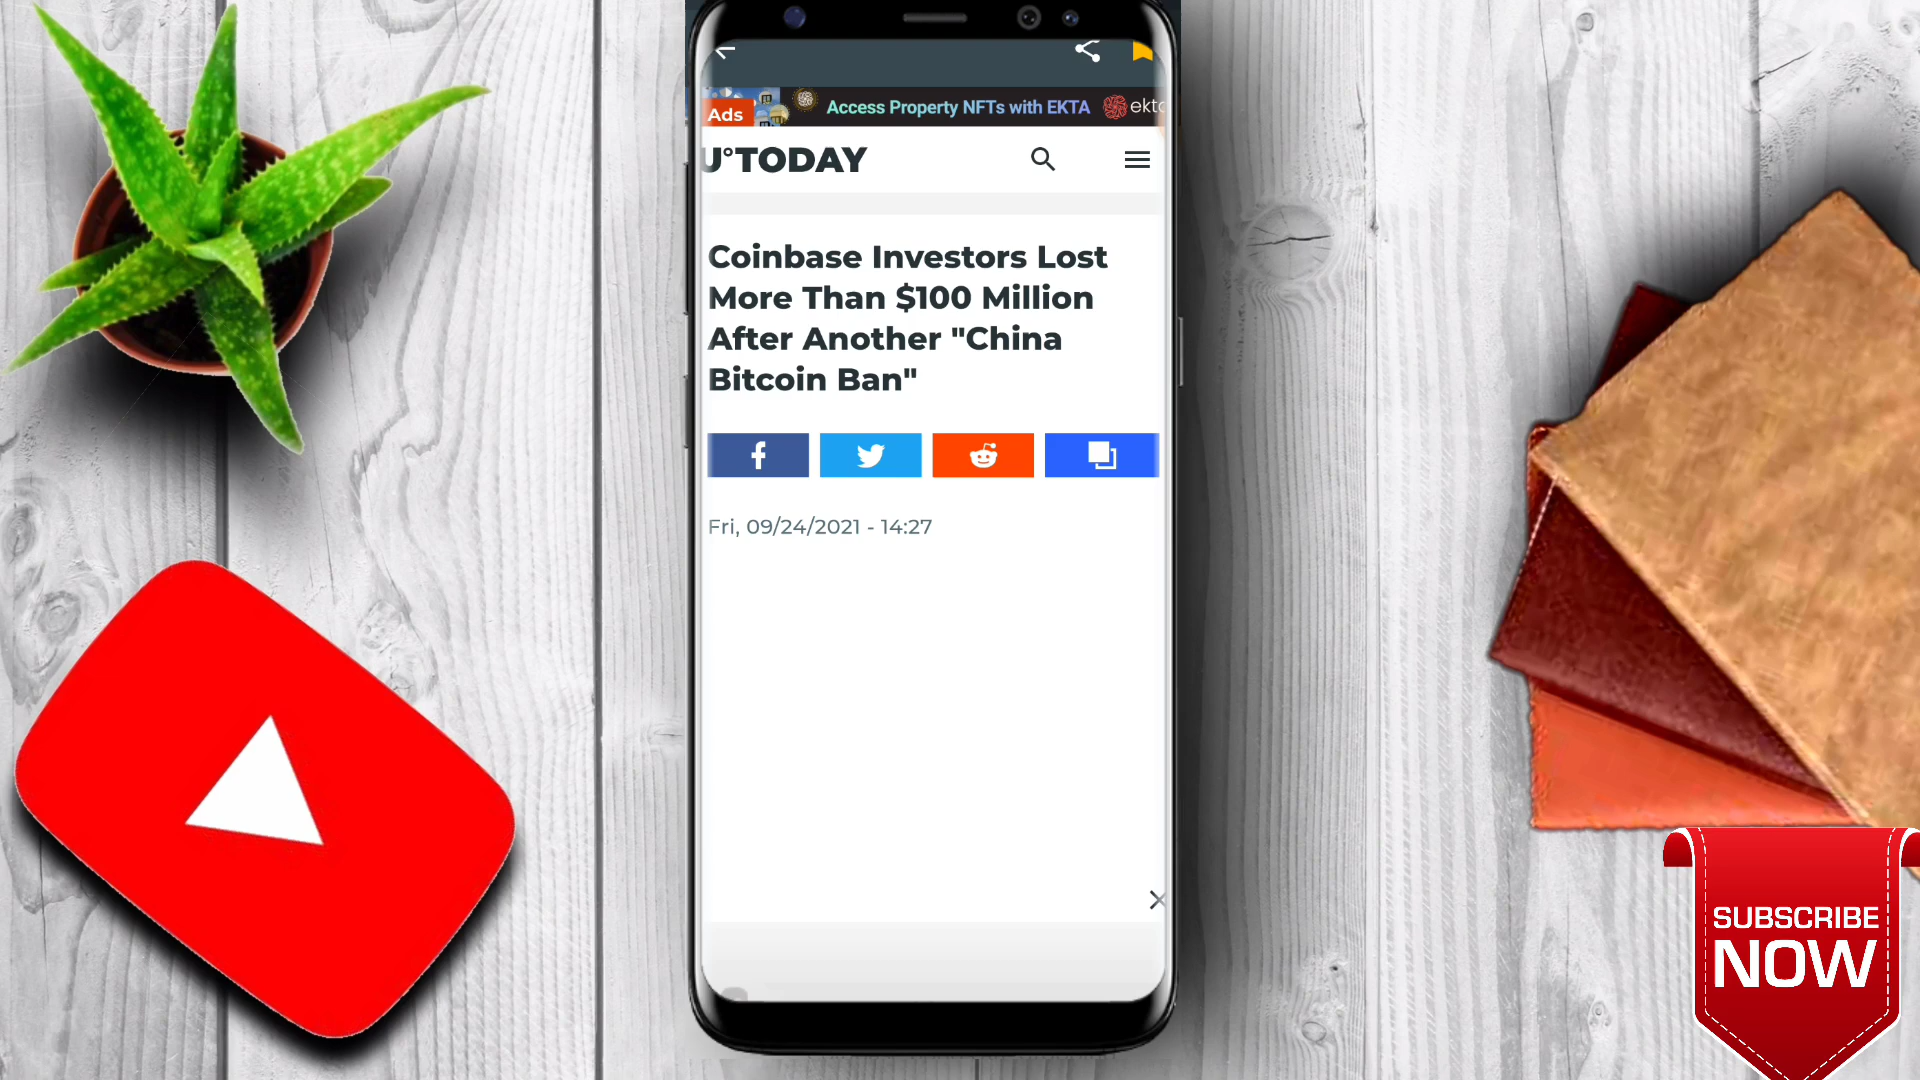 Ads
Access Property NFTs with EKTA
ekta
U°TODAY
Coinbase Investors Lost
More Than $100 Million
After Another "China
Bitcoin Ban"
Fri, 09/24/2021 - 14:27
SUBSCRIBE
NOW